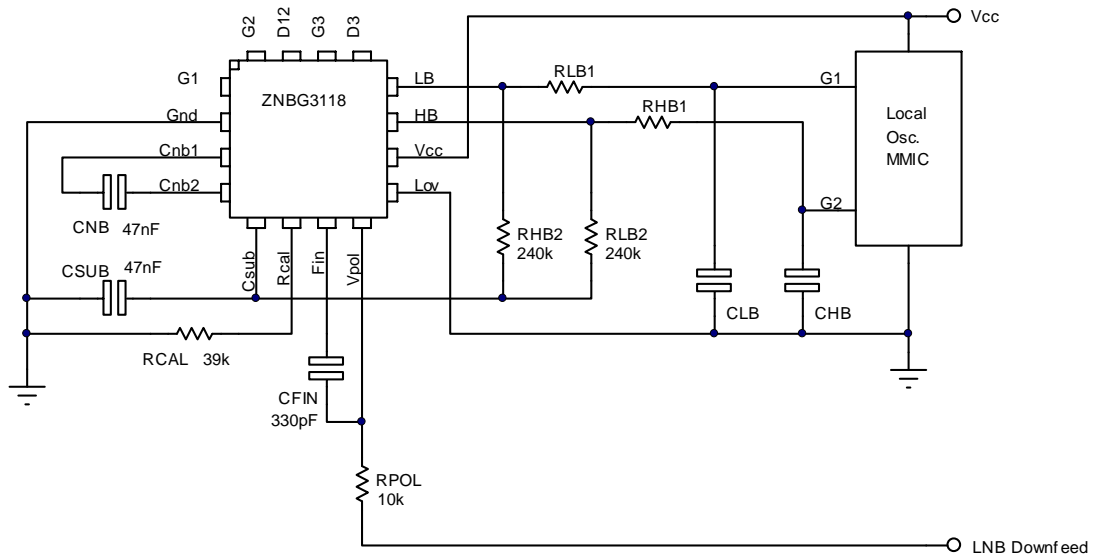 G2
D12
G3
D3
Vcc
G1
LB
RLB1
G1
ZNBG3118
RHB1
Gnd
HB
Local
Osc.
MMIC
Cnb1
Vcc
Cnb2
Lov
G2
CNB 47nF
RHB2
240k
RLB2
240k
CSUB 47nF
Csub
Rcal
Fin
Vpol
CLB
CHB
RCAL 39k
CFIN
330pF
RPOL
10k
LNB Downfeed